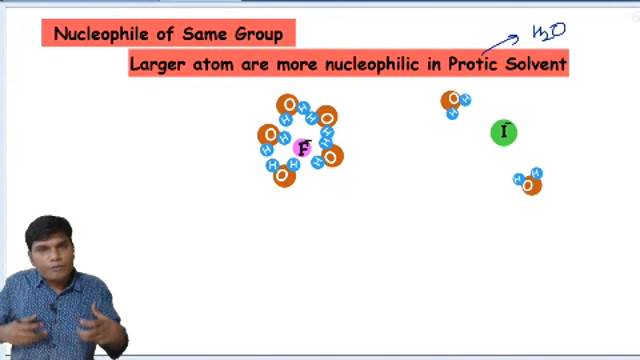 Nucleophile of Same Group
H₂O
Larger atom are more nucleophilic in Protic Solvent
O H H
O H H
O H H
O H H
O H H
F⁻
O H H
I⁻
O H H